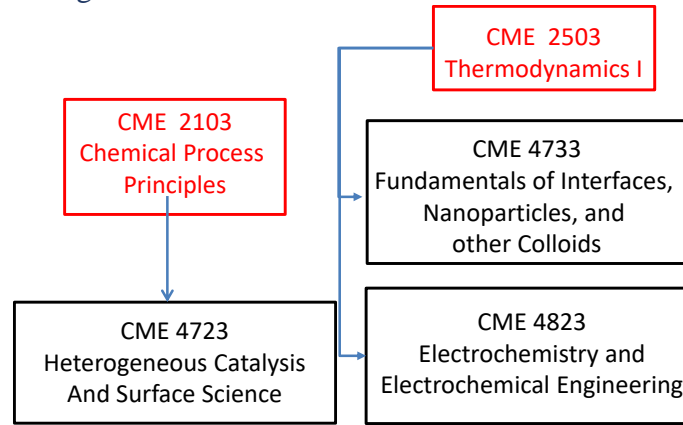 CME 2503
Thermodynamics I
CME 2103
Chemical Process
Principles
CME 4733
Fundamentals of Interfaces,
Nanoparticles, and
other Colloids
CME 4723
Heterogeneous Catalysis
And Surface Science
CME 4823
Electrochemistry and
Electrochemical Engineering